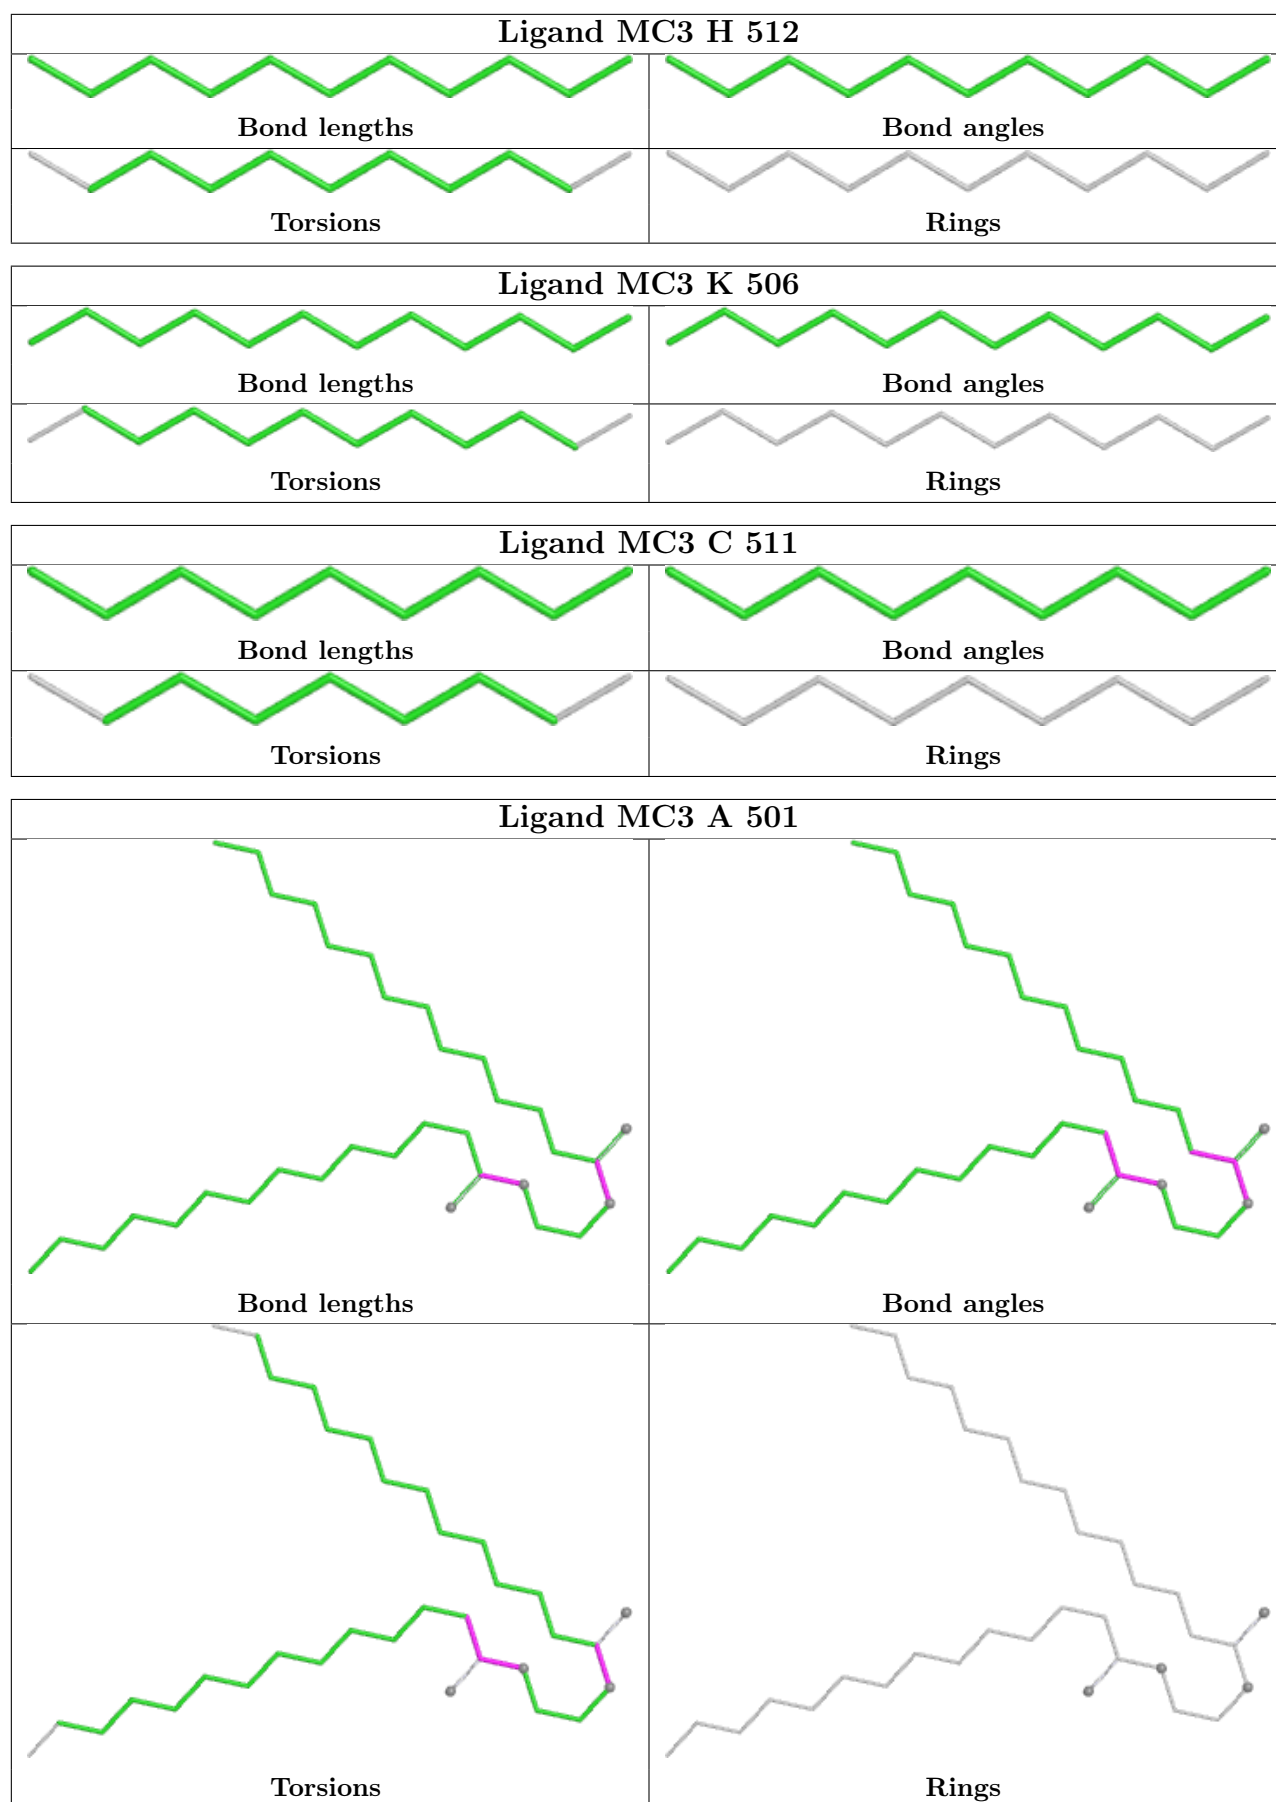 Ligand MC3 H 512
Bond lengths
Bond angles
Torsions
Rings
Ligand MC3 K 506
Bond lengths
Bond angles
Torsions
Rings
Ligand MC3 C 511
Bond lengths
Bond angles
Torsions
Rings
Ligand MC3 A 501
Bond lengths
Bond angles
Torsions
Rings